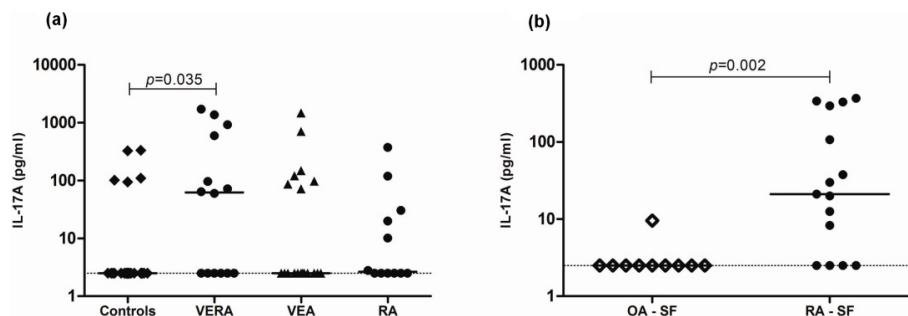 (a)
IL-17A (pg/ml)
10000
1000
100
10
1
p=0.035
Controls VERA VEA RA
(b)
IL-17A (pg/ml)
1000
100
10
1
p=0.002
OA - SF RA - SF